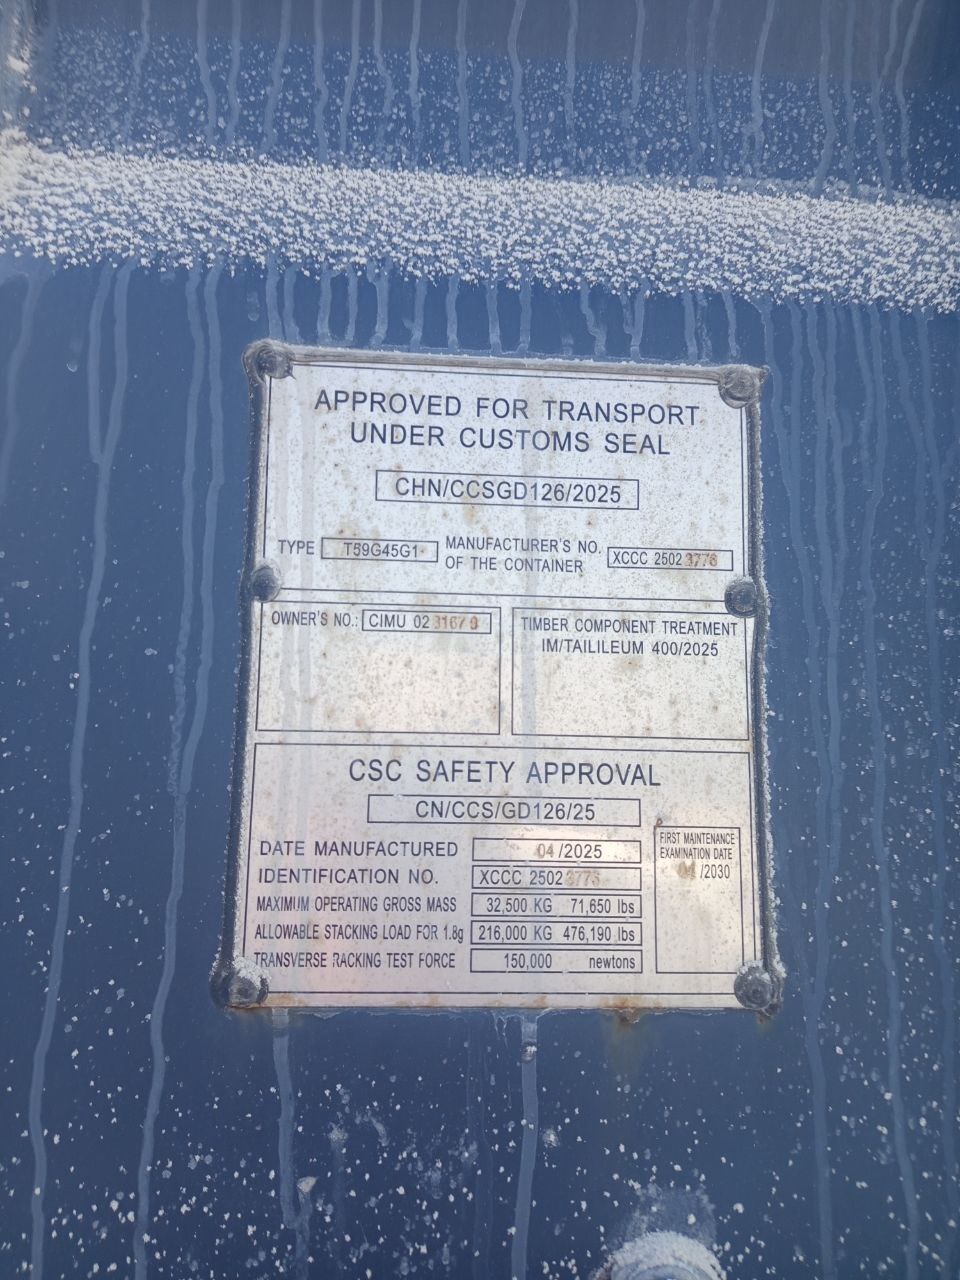 APPROVED FOR TRANSPORT
UNDER CUSTOMS SEAL
CHN/CCSGD126/2025
TYPE T59G45G1 MANUFACTURER'S NO. OF THE CONTAINER XCCC 2502 3776
OWNER'S NO.: CIMU 02
TIMBER COMPONENT TREATMENT
IM/TAILILEUM 400/2025
CSC SAFETY APPROVAL
CN/CCS/GD126/25
DATE MANUFACTURED 04/2025
IDENTIFICATION NO. XCCC 2502 3776
MAXIMUM OPERATING GROSS MASS 32,500 KG 71,650 lbs
ALLOWABLE STACKING LOAD FOR 1.8g 216,000 KG 476,190 lbs
TRANSVERSE RACKING TEST FORCE 150,000 newtons
FIRST MAINTENANCE
EXAMINATION DATE
04 /2030